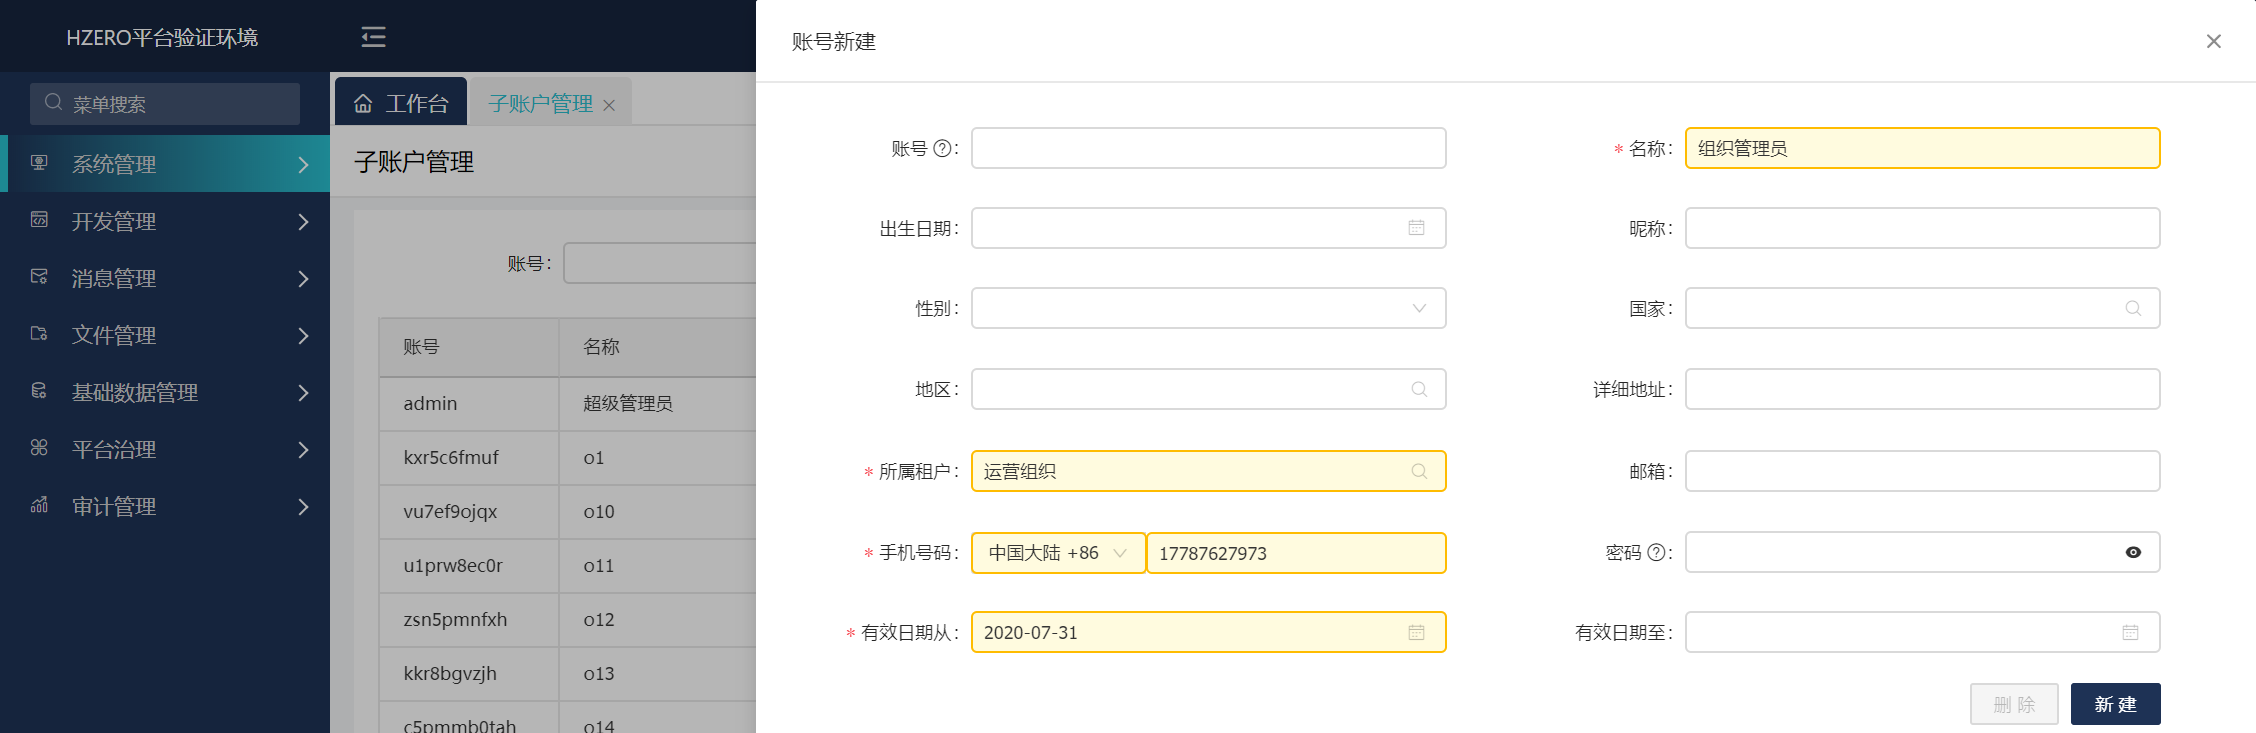 HZERO平台验证环境
菜单搜索
系统管理
开发管理
消息管理
文件管理
基础数据管理
平台治理
审计管理
工作台
子账户管理
子账户管理
账号：
账号 名称
admin 超级管理员
kxr5c6fmuf o1
vu7ef9ojqx o10
u1prw8ec0r o11
zsn5pmnfxh o12
kkr8bgvzjh o13
c5pmmb0tah o14
账号新建
账号：
* 名称： 组织管理员
出生日期：
昵称：
性别：
国家：
地区：
详细地址：
* 所属租户： 运营组织
邮箱：
* 手机号码： 中国大陆 +86 17787627973
密码：
* 有效日期从： 2020-07-31
有效日期至：
删 除
新 建